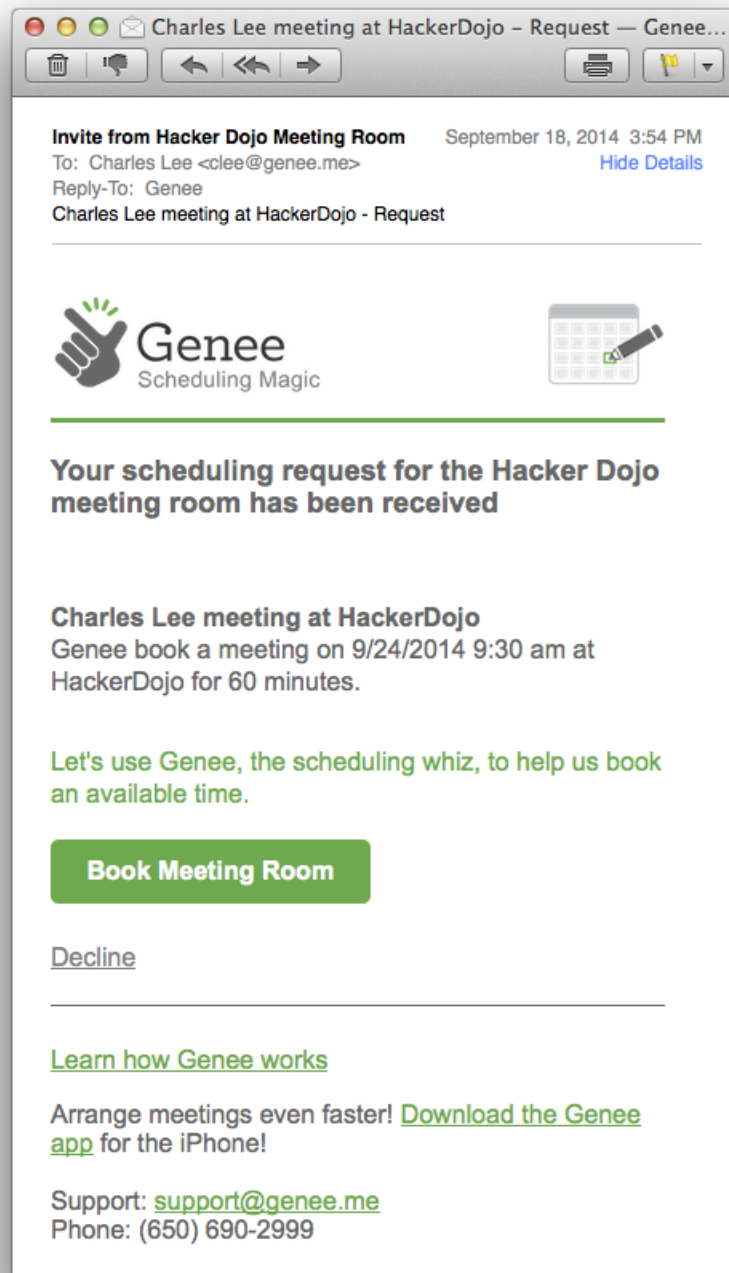 Charles Lee meeting at HackerDojo – Request — Genee...
Invite from Hacker Dojo Meeting Room September 18, 2014 3:54 PM
To: Charles Lee <clee@genee.me> Hide Details
Reply-To: Genee
Charles Lee meeting at HackerDojo - Request
Genee
Scheduling Magic
Your scheduling request for the Hacker Dojo
meeting room has been received
Charles Lee meeting at HackerDojo
Genee book a meeting on 9/24/2014 9:30 am at
HackerDojo for 60 minutes.
Let's use Genee, the scheduling whiz, to help us book
an available time.
Book Meeting Room
Decline
Learn how Genee works
Arrange meetings even faster! Download the Genee
app for the iPhone!
Support: support@genee.me
Phone: (650) 690-2999